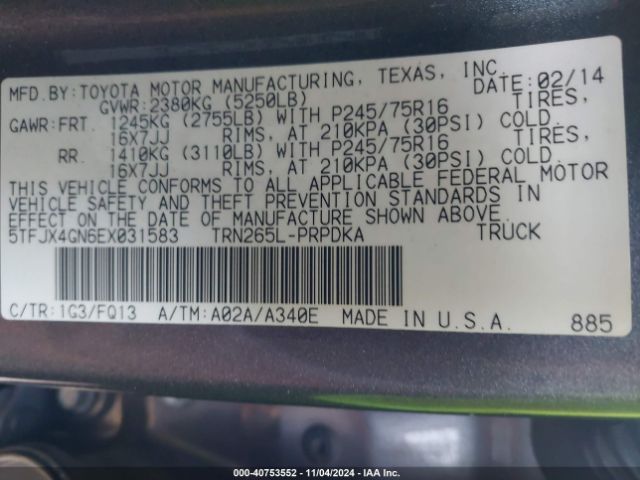 MFD.BY:TOYOTA MOTOR MANUFACTURING, TEXAS, INC. DATE:02/14
GVWR:2380KG (5250LB)
GAWR:FRT. 1245KG (2755LB) WITH P245/75R16 TIRES,
16X7JJ RIMS, AT 210KPA (30PSI) COLD.
RR. 1410KG (3110LB) WITH P245/75R16 TIRES,
16X7JJ RIMS, AT 210KPA (30PSI) COLD.
THIS VEHICLE CONFORMS TO ALL APPLICABLE FEDERAL MOTOR
VEHICLE SAFETY AND THEFT PREVENTION STANDARDS IN
EFFECT ON THE DATE OF MANUFACTURE SHOWN ABOVE.
5TFJX4GN6EX031583 TRN265L-PRPDKA TRUCK
C/TR:1G3/FQ13 A/TM:A02A/A340E MADE IN U.S.A. 885
000-40753552 - 11/04/2024 - IAA Inc.